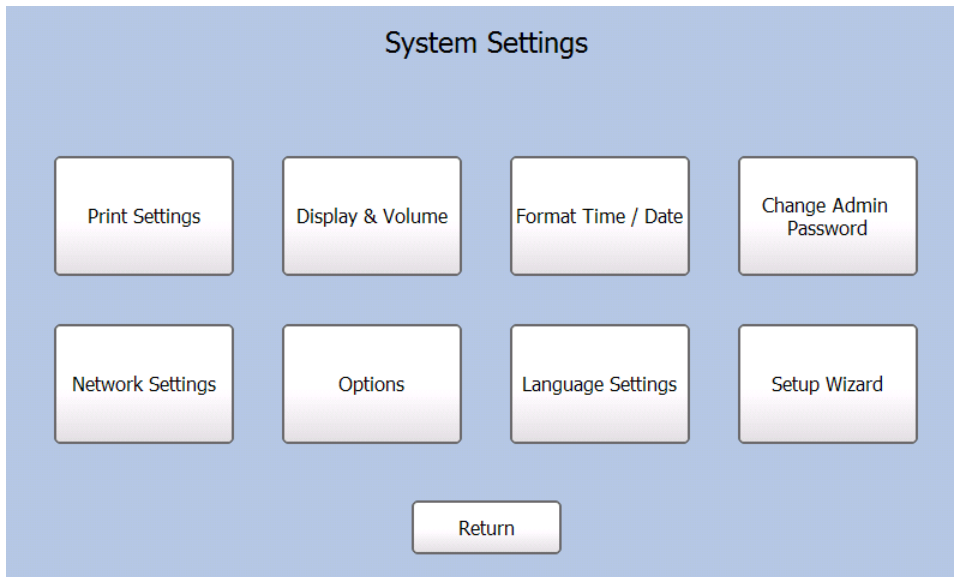 System Settings
Print Settings
Display & Volume
Format Time / Date
Change Admin
Password
Network Settings
Options
Language Settings
Setup Wizard
Return